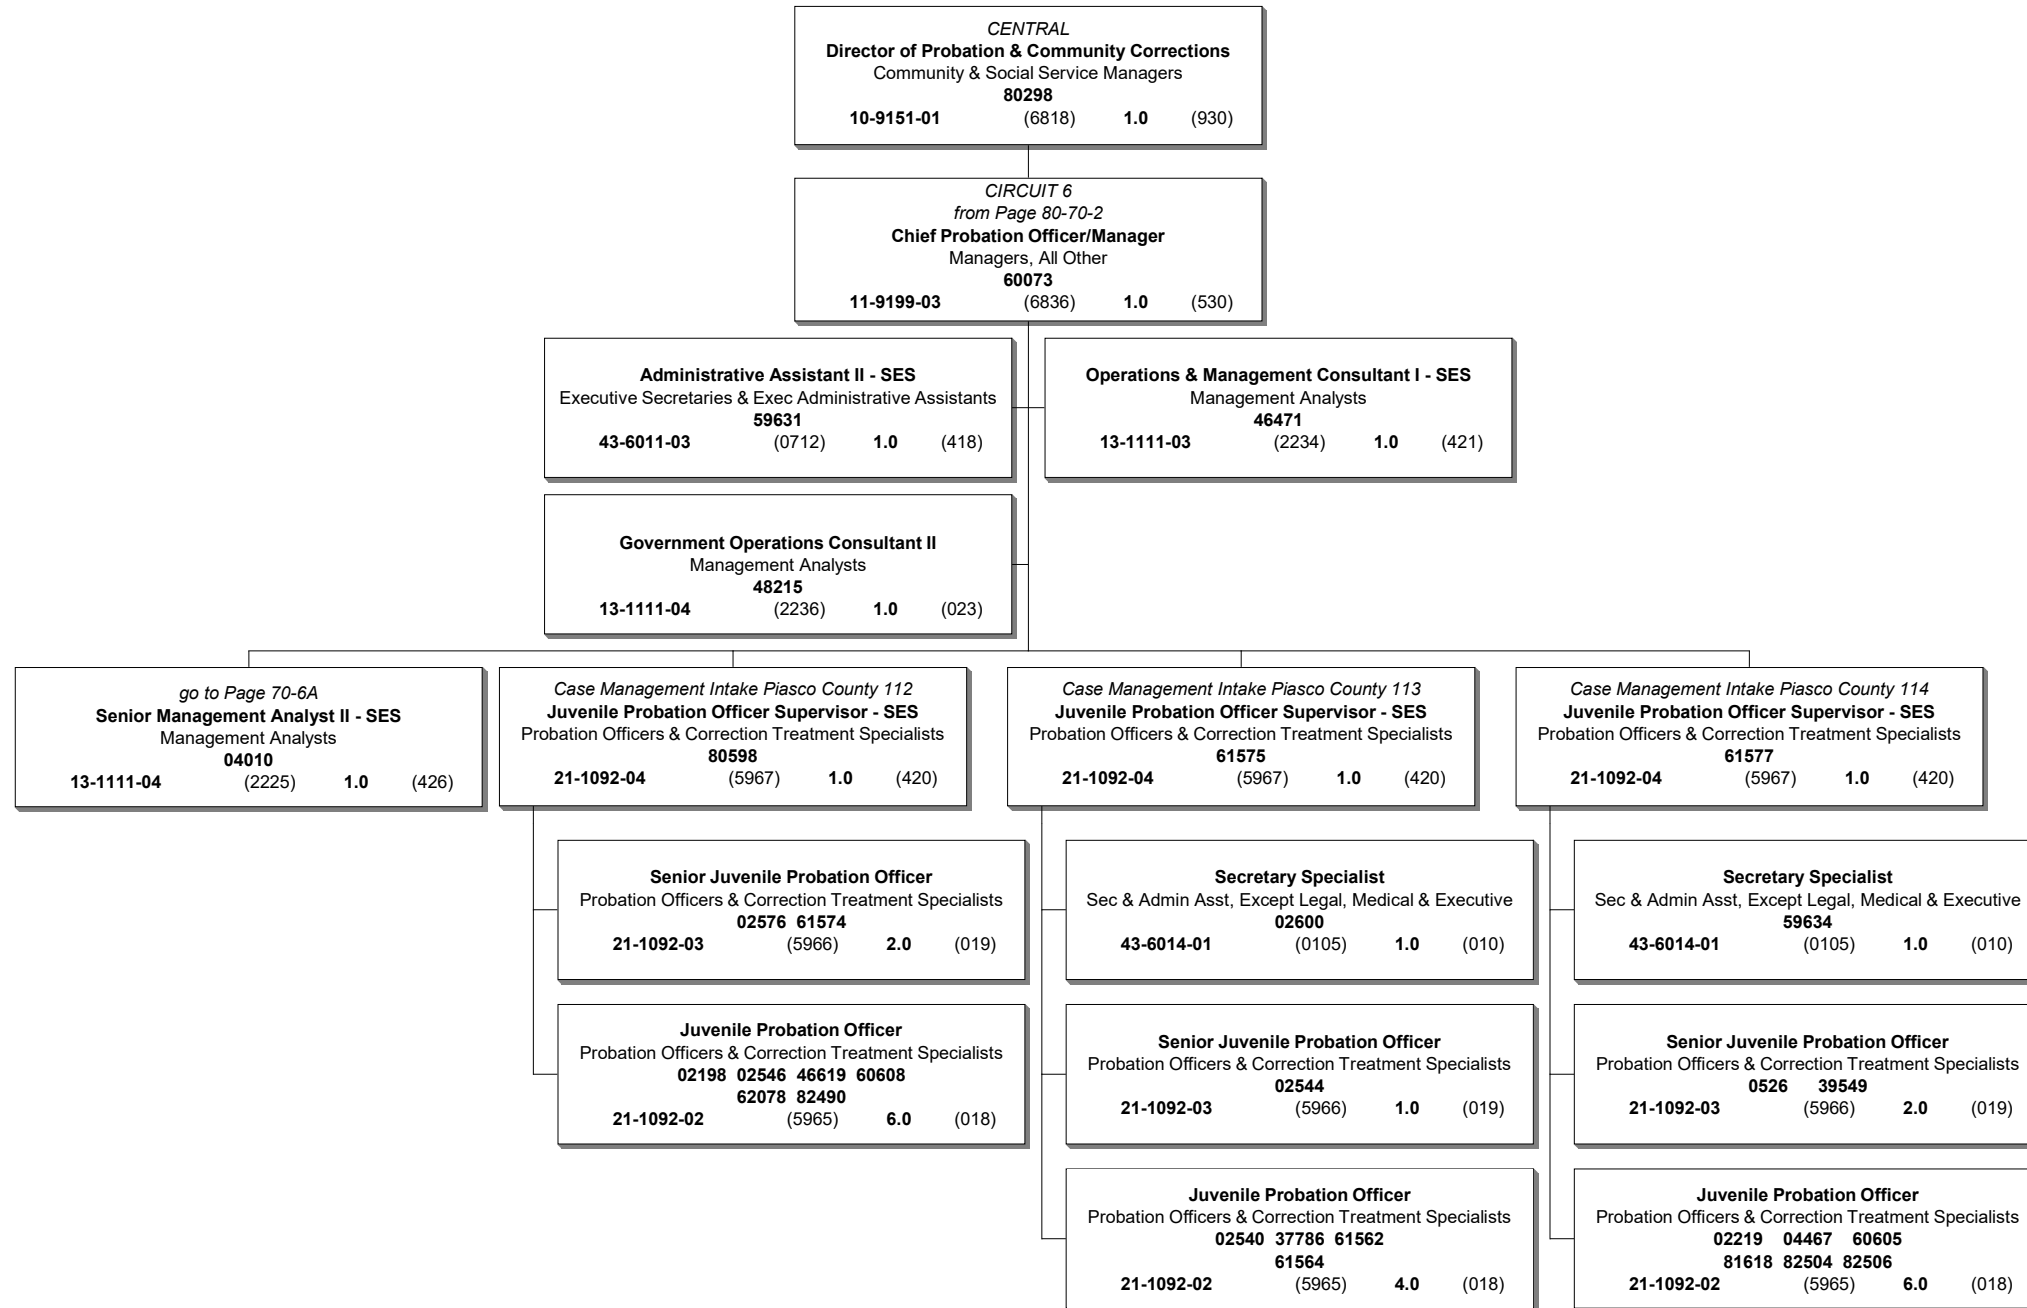 CENTRAL
Director of Probation & Community Corrections
Community & Social Service Managers
80298
10-9151-01 (6818) 1.0 (930)
CIRCUIT 6
from Page 80-70-2
Chief Probation Officer/Manager
Managers, All Other
60073
11-9199-03 (6836) 1.0 (530)
Administrative Assistant II - SES
Executive Secretaries & Exec Administrative Assistants
59631
43-6011-03 (0712) 1.0 (418)
Operations & Management Consultant I - SES
Management Analysts
46471
13-1111-03 (2234) 1.0 (421)
Government Operations Consultant II
Management Analysts
48215
13-1111-04 (2236) 1.0 (023)
go to Page 70-6A
Senior Management Analyst II - SES
Management Analysts
04010
13-1111-04 (2225) 1.0 (426)
Case Management Intake Piasco County 112
Juvenile Probation Officer Supervisor - SES
Probation Officers & Correction Treatment Specialists
80598
21-1092-04 (5967) 1.0 (420)
Senior Juvenile Probation Officer
Probation Officers & Correction Treatment Specialists
02576 61574
21-1092-03 (5966) 2.0 (019)
Juvenile Probation Officer
Probation Officers & Correction Treatment Specialists
02198 02546 46619 60608
62078 82490
21-1092-02 (5965) 6.0 (018)
Case Management Intake Piasco County 113
Juvenile Probation Officer Supervisor - SES
Probation Officers & Correction Treatment Specialists
61575
21-1092-04 (5967) 1.0 (420)
Secretary Specialist
Sec & Admin Asst, Except Legal, Medical & Executive
02600
43-6014-01 (0105) 1.0 (010)
Senior Juvenile Probation Officer
Probation Officers & Correction Treatment Specialists
02544
21-1092-03 (5966) 1.0 (019)
Juvenile Probation Officer
Probation Officers & Correction Treatment Specialists
02540 37786 61562
61564
21-1092-02 (5965) 4.0 (018)
Case Management Intake Piasco County 114
Juvenile Probation Officer Supervisor - SES
Probation Officers & Correction Treatment Specialists
61577
21-1092-04 (5967) 1.0 (420)
Secretary Specialist
Sec & Admin Asst, Except Legal, Medical & Executive
59634
43-6014-01 (0105) 1.0 (010)
Senior Juvenile Probation Officer
Probation Officers & Correction Treatment Specialists
0526 39549
21-1092-03 (5966) 2.0 (019)
Juvenile Probation Officer
Probation Officers & Correction Treatment Specialists
02219 04467 60605
81618 82504 82506
21-1092-02 (5965) 6.0 (018)